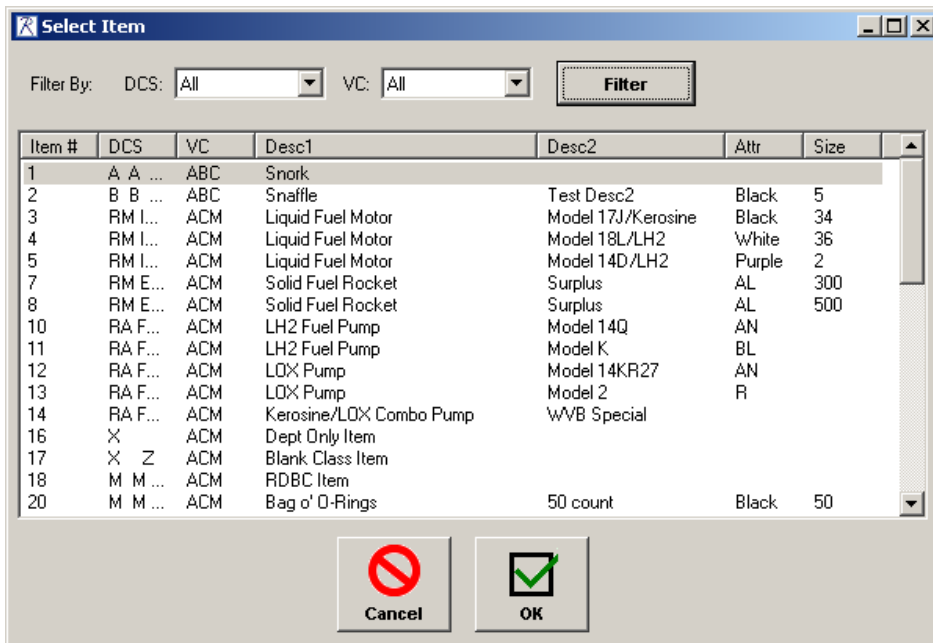 Select Item
Filter By: DCS: All VC: All Filter
Item # DCS VC Desc1 Desc2 Attr Size
1 A A ... ABC Snork
2 B B ... ABC Snaffle Test Desc2 Black 5
3 RM I... ACM Liquid Fuel Motor Model 17J/Kerosine Black 34
4 RM I... ACM Liquid Fuel Motor Model 18L/LH2 White 36
5 RM I... ACM Liquid Fuel Motor Model 14D/LH2 Purple 2
7 RM E... ACM Solid Fuel Rocket Surplus AL 300
8 RM E... ACM Solid Fuel Rocket Surplus AL 500
10 RA F... ACM LH2 Fuel Pump Model 14Q AN
11 RA F... ACM LH2 Fuel Pump Model K BL
12 RA F... ACM LOX Pump Model 14KR27 AN
13 RA F... ACM LOX Pump Model 2 R
14 RA F... ACM Kerosine/LOX Combo Pump WVB Special
16 X ACM Dept Only Item
17 X Z ACM Blank Class Item
18 M M ... ACM RDBC Item
20 M M ... ACM Bag o' O-Rings 50 count Black 50
Cancel OK